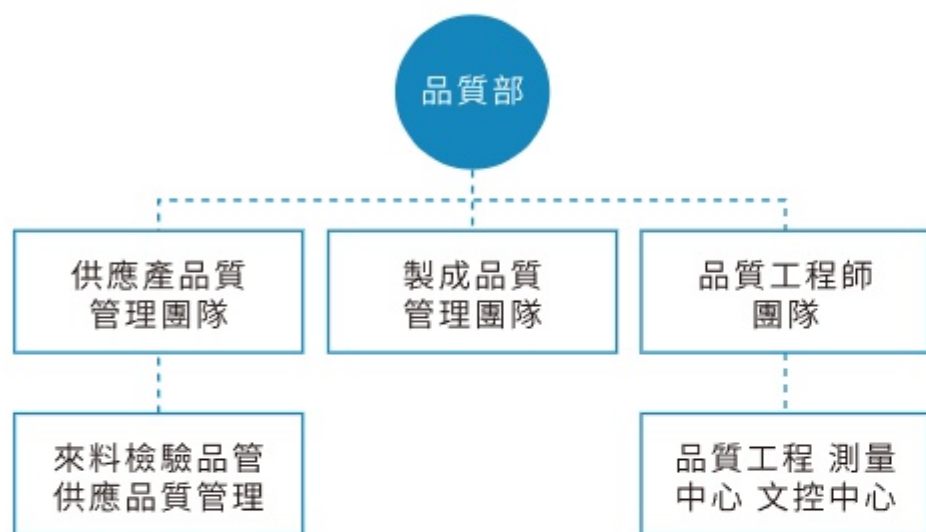 品質部
供應產品質
管理團隊
製成品質
管理團隊
品質工程師
團隊
來料檢驗品管
供應品質管理
品質工程 測量
中心 文控中心